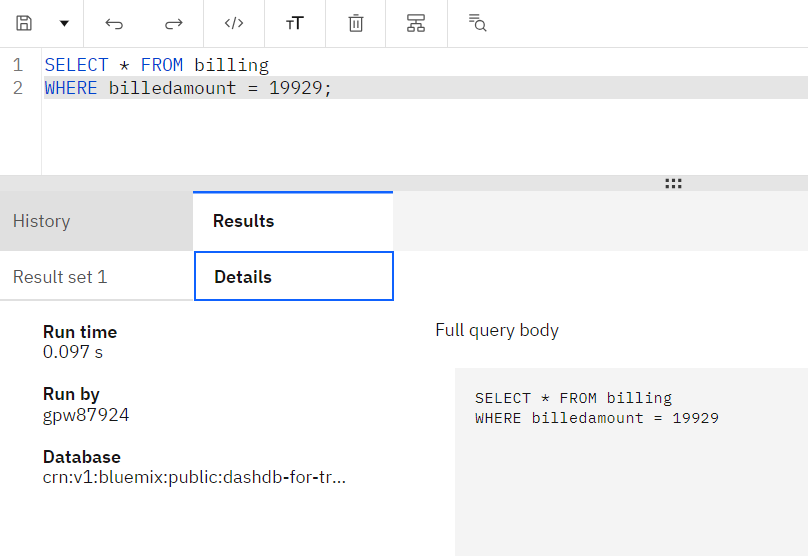 1 SELECT * FROM billing
2 WHERE billedamount = 19929;
History Results
Result set 1 Details
Run time
0.097 s
Run by
gpw87924
Database
crn:v1:bluemix:public:dashdb-for-tr...
Full query body
SELECT * FROM billing
WHERE billedamount = 19929